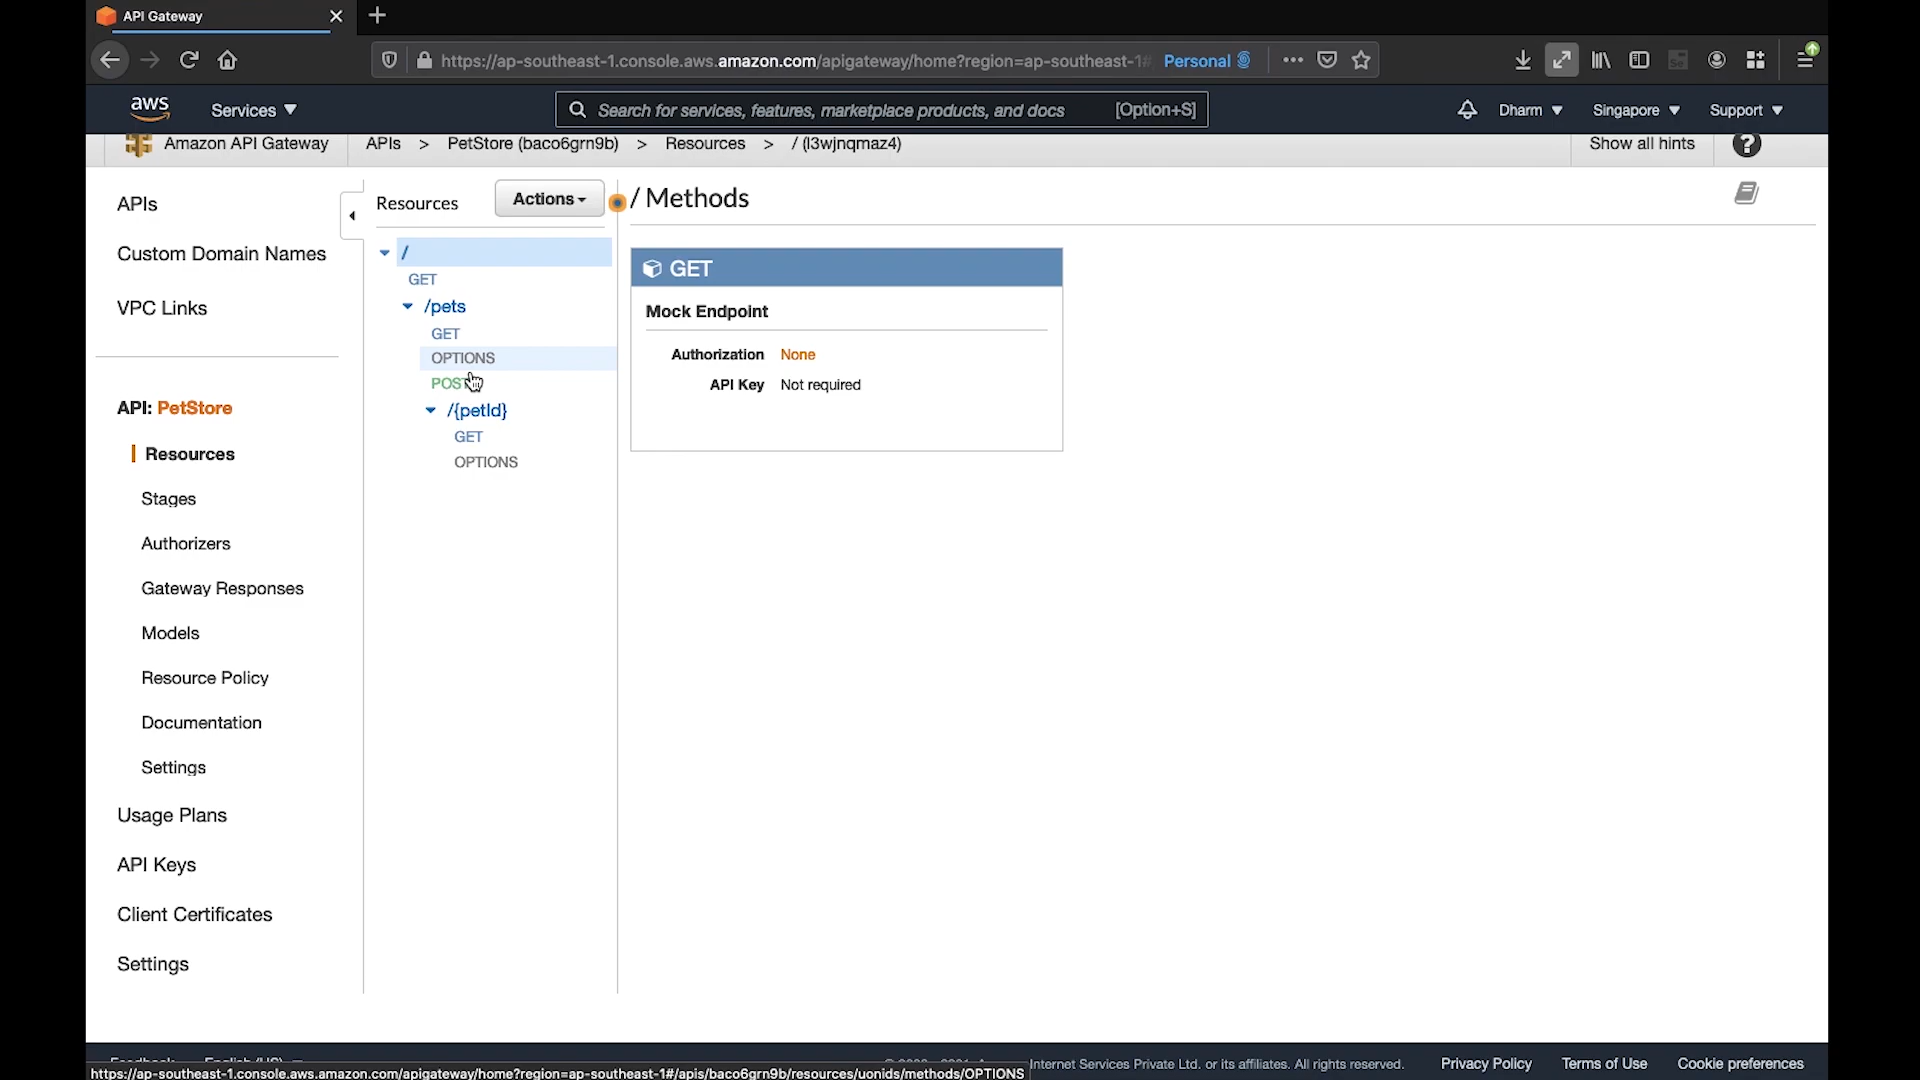 API Gateway
https://ap-southeast-1.console.aws.amazon.com/apigateway/home?region=ap-southeast-1# Personal
aws Services Search for services, features, marketplace products, and docs [Option+S] Dharm Singapore Support
Amazon API Gateway APIs > PetStore (baco6grn9b) > Resources > / (l3wjnqmaz4) Show all hints ?
APIs
Custom Domain Names
VPC Links
API: PetStore
Resources
Stages
Authorizers
Gateway Responses
Models
Resource Policy
Documentation
Settings
Usage Plans
API Keys
Client Certificates
Settings
Resources Actions
/
GET
/pets
GET
OPTIONS
POST
/{petId}
GET
OPTIONS
/ Methods
GET
Mock Endpoint
Authorization None
API Key Not required
Feedback English (US) Internet Services Private Ltd. or its affiliates. All rights reserved. Privacy Policy Terms of Use Cookie preferences
https://ap-southeast-1.console.aws.amazon.com/apigateway/home?region=ap-southeast-1#/apis/baco6grn9b/resources/uonids/methods/OPTIONS